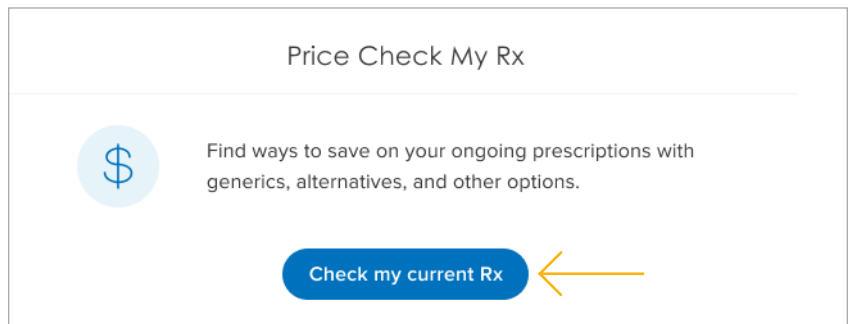 Price Check My Rx
$
Find ways to save on your ongoing prescriptions with
generics, alternatives, and other options.
Check my current Rx